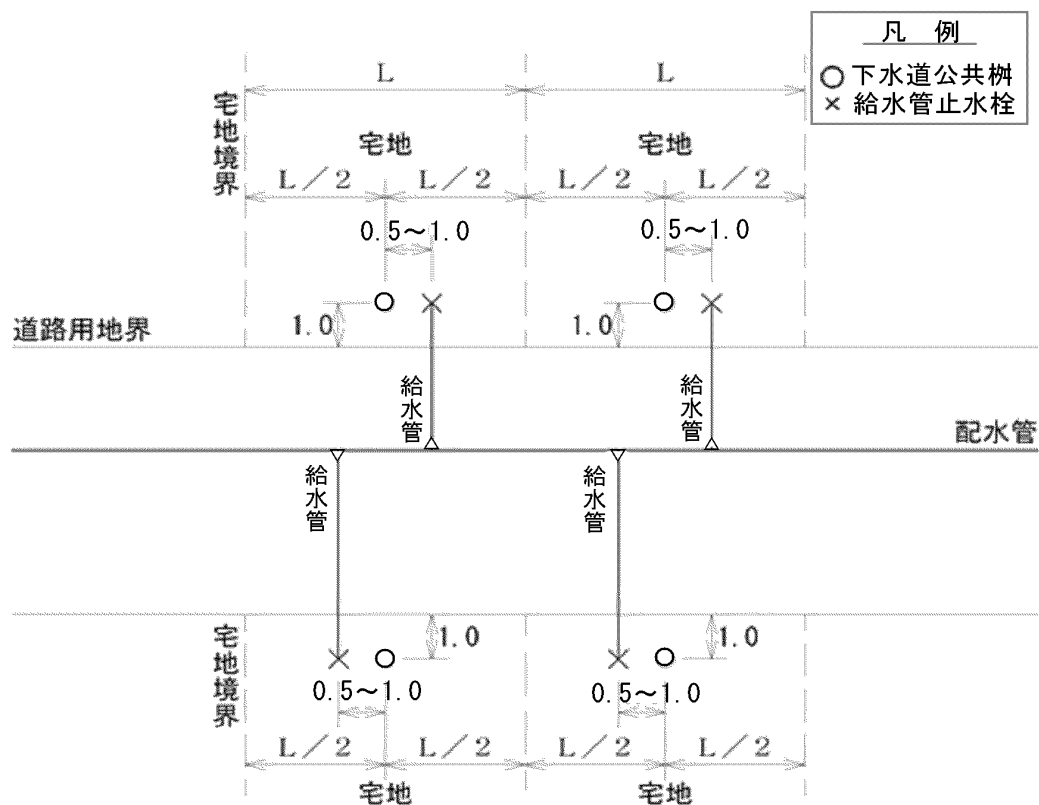 凡 例
○ 下水道公共桝
× 給水管止水栓
L
L
宅地境界
宅地
宅地
L／2
L／2
L／2
L／2
0.5～1.0
0.5～1.0
1.0
1.0
道路用地界
給水管
給水管
配水管
給水管
給水管
宅地境界
1.0
1.0
0.5～1.0
0.5～1.0
L／2
L／2
L／2
L／2
宅地
宅地